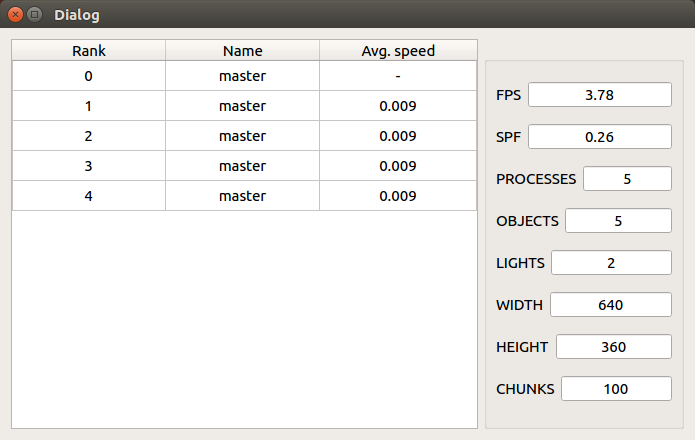 Dialog
Rank Name Avg. speed
0 master -
1 master 0.009
2 master 0.009
3 master 0.009
4 master 0.009
FPS 3.78
SPF 0.26
PROCESSES 5
OBJECTS 5
LIGHTS 2
WIDTH 640
HEIGHT 360
CHUNKS 100